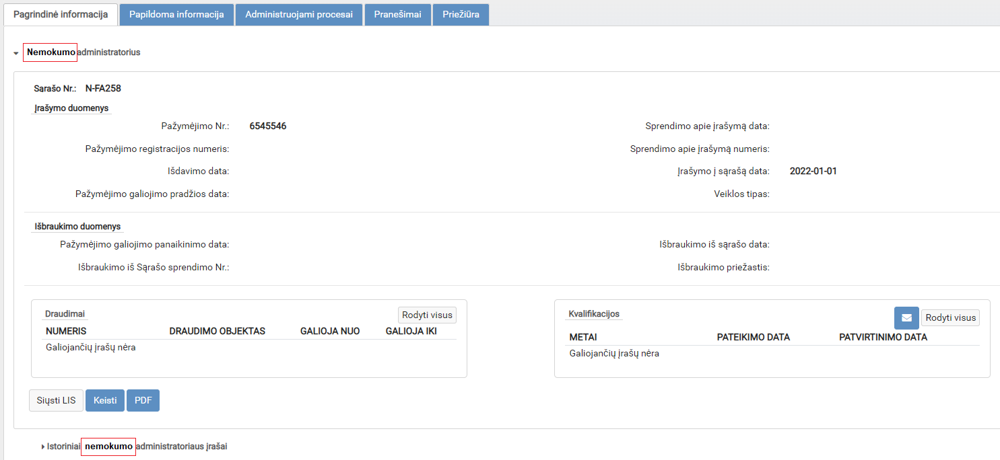 Pagrindinė informacija Papildoma informacija Administruojami procesai Pranešimai Priežiūra
Nemokumo administratorius
Sąrašo Nr.: N-FA258
Įrašymo duomenys
Pažymėjimo Nr.: 6545546 Sprendimo apie įrašymą data:
Pažymėjimo registracijos numeris: Sprendimo apie įrašymą numeris:
Išdavimo data: Įrašymo į sąrašą data: 2022-01-01
Pažymėjimo galiojimo pradžios data: Veiklos tipas:
Išbraukimo duomenys
Pažymėjimo galiojimo panaikinimo data: Išbraukimo iš sąrašo data:
Išbraukimo iš Sąrašo sprendimo Nr.: Išbraukimo priežastis:
Draudimai Rodyti visus
NUMERIS DRAUDIMO OBJEKTAS GALIOJA NUO GALIOJA IKI
Galiojančių įrašų nėra
Kvalifikacijos Rodyti visus
METAI PATEIKIMO DATA PATVIRTINIMO DATA
Galiojančių įrašų nėra
Siųsti LIS Keisti PDF
Istoriniai nemokumo administratoriaus įrašai